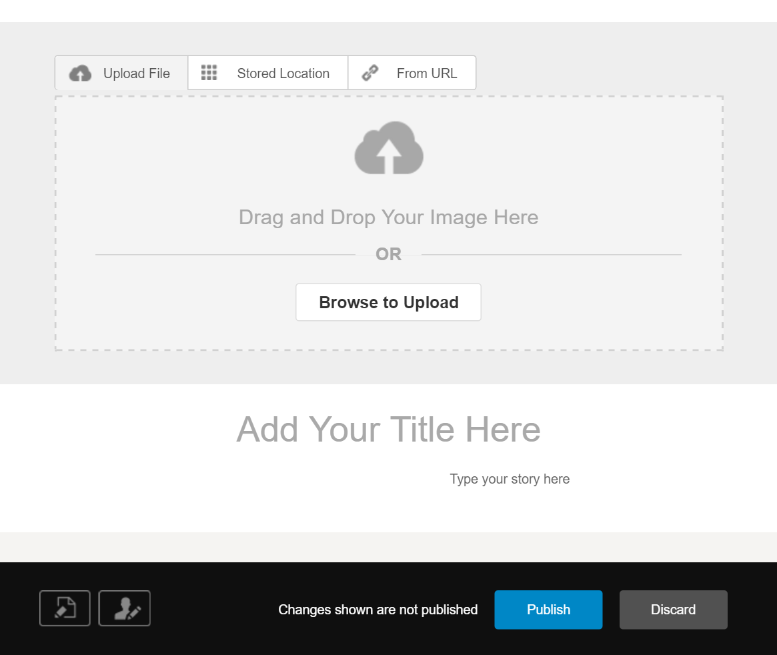 Upload File Stored Location From URL
Drag and Drop Your Image Here
OR
Browse to Upload
Add Your Title Here
Type your story here
Changes shown are not published Publish Discard